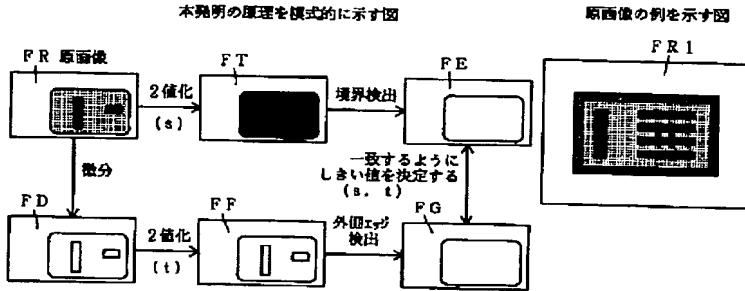 本発明の原理を模式的に示す図
原画像の例を示す図
FR 原画像
FT
FE
FR1
2値化
(s)
境界検出
微分
一致するように
しきい値を決定する
(s, t)
FD
FF
FG
2値化
(t)
外側エッジ
検出